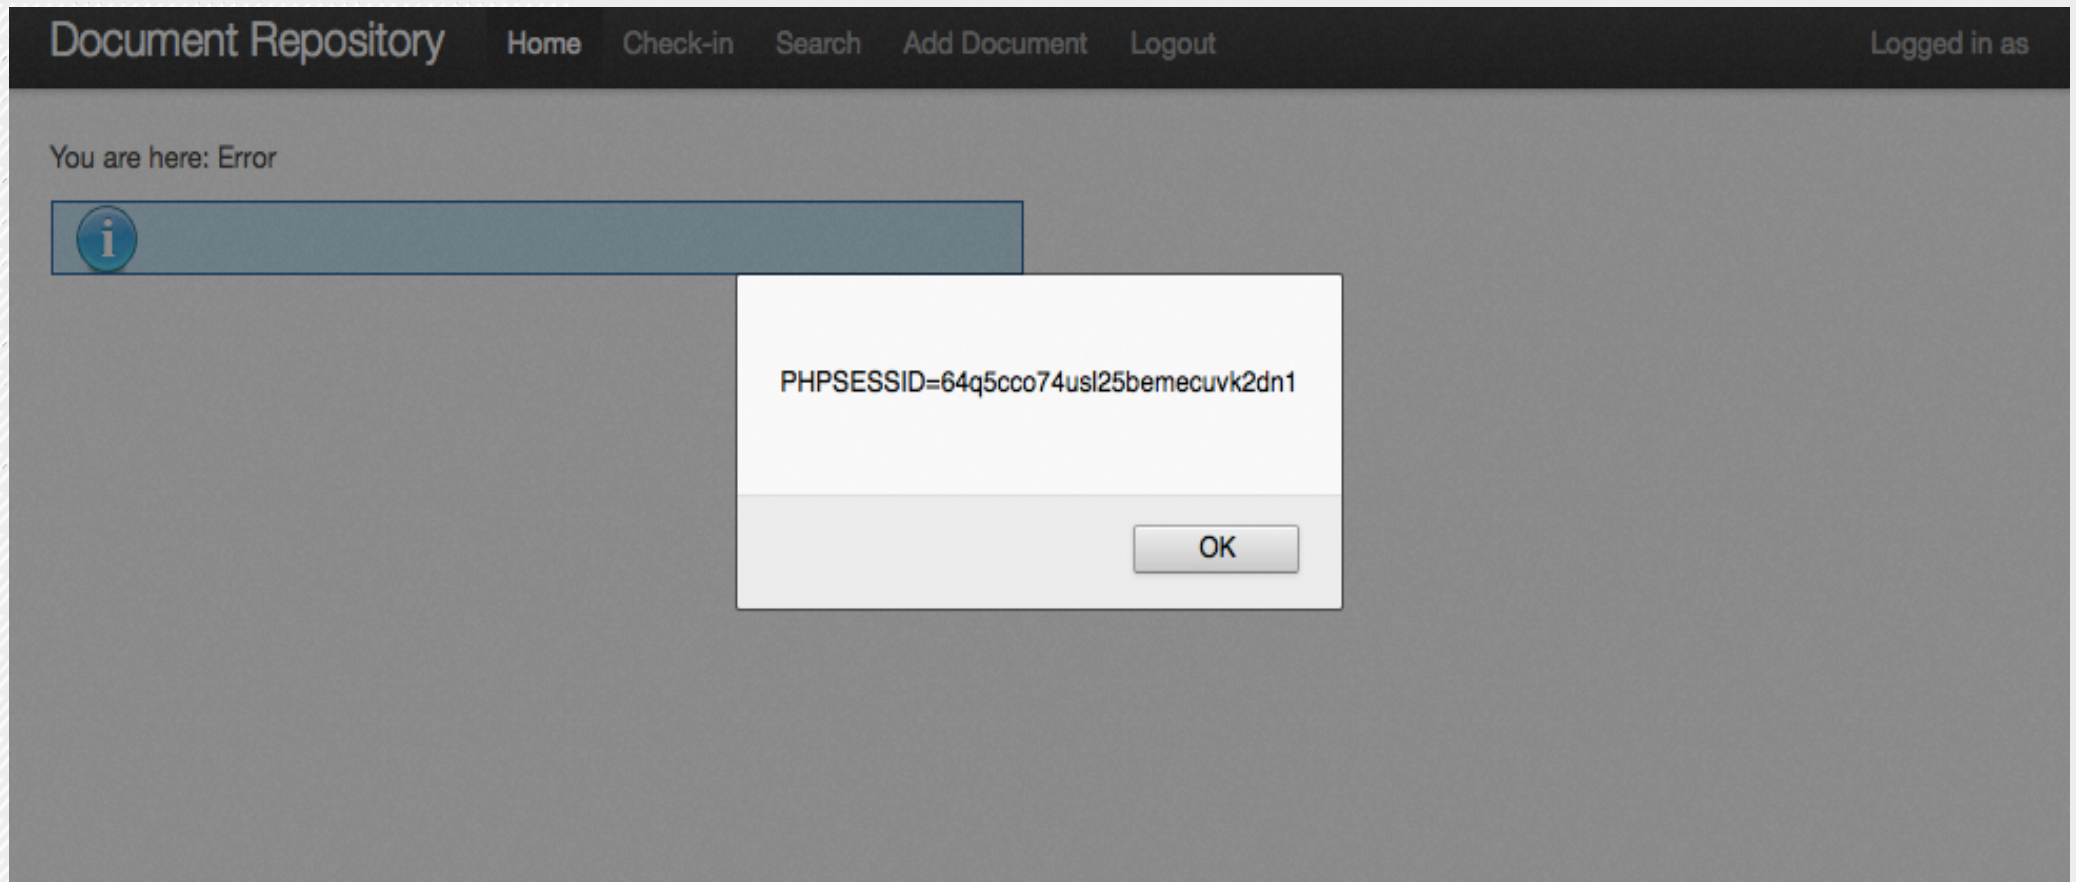 Document Repository Home Check-in Search Add Document Logout Logged in as
You are here: Error
i
PHPSESSID=64q5cco74usl25bemecuvk2dn1
OK